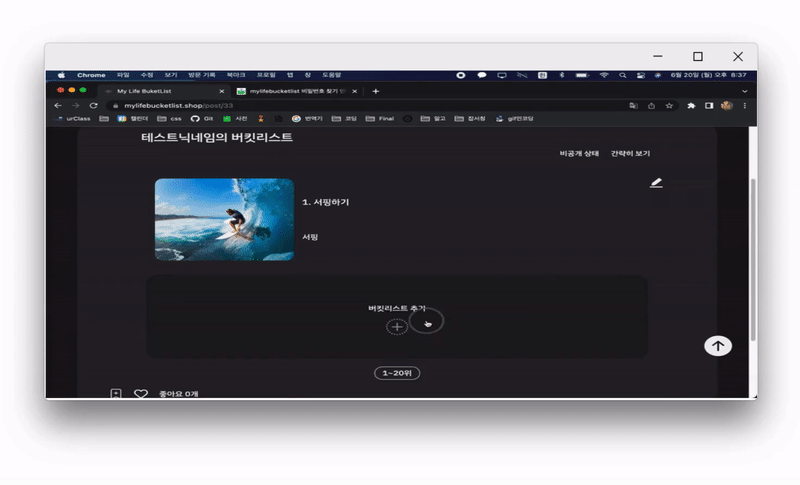 Chrome 파일 수정 보기 방문 기록 북마크 프로필 탭 창 도움말
6월 20일 (월) 오후 8:37
My Life BuketList
mylifebucketlist 비밀번호 찾기
mylifebucketlist.shop/post/33
urClass 캘린더 css Git 사전 번역기 코딩 Final 알고 잡서칭 gif인코딩
테스트닉네임의 버킷리스트
비공개 상태 간략히 보기
1. 서핑하기
서핑
버킷리스트 추가
1~20위
좋아요 0개